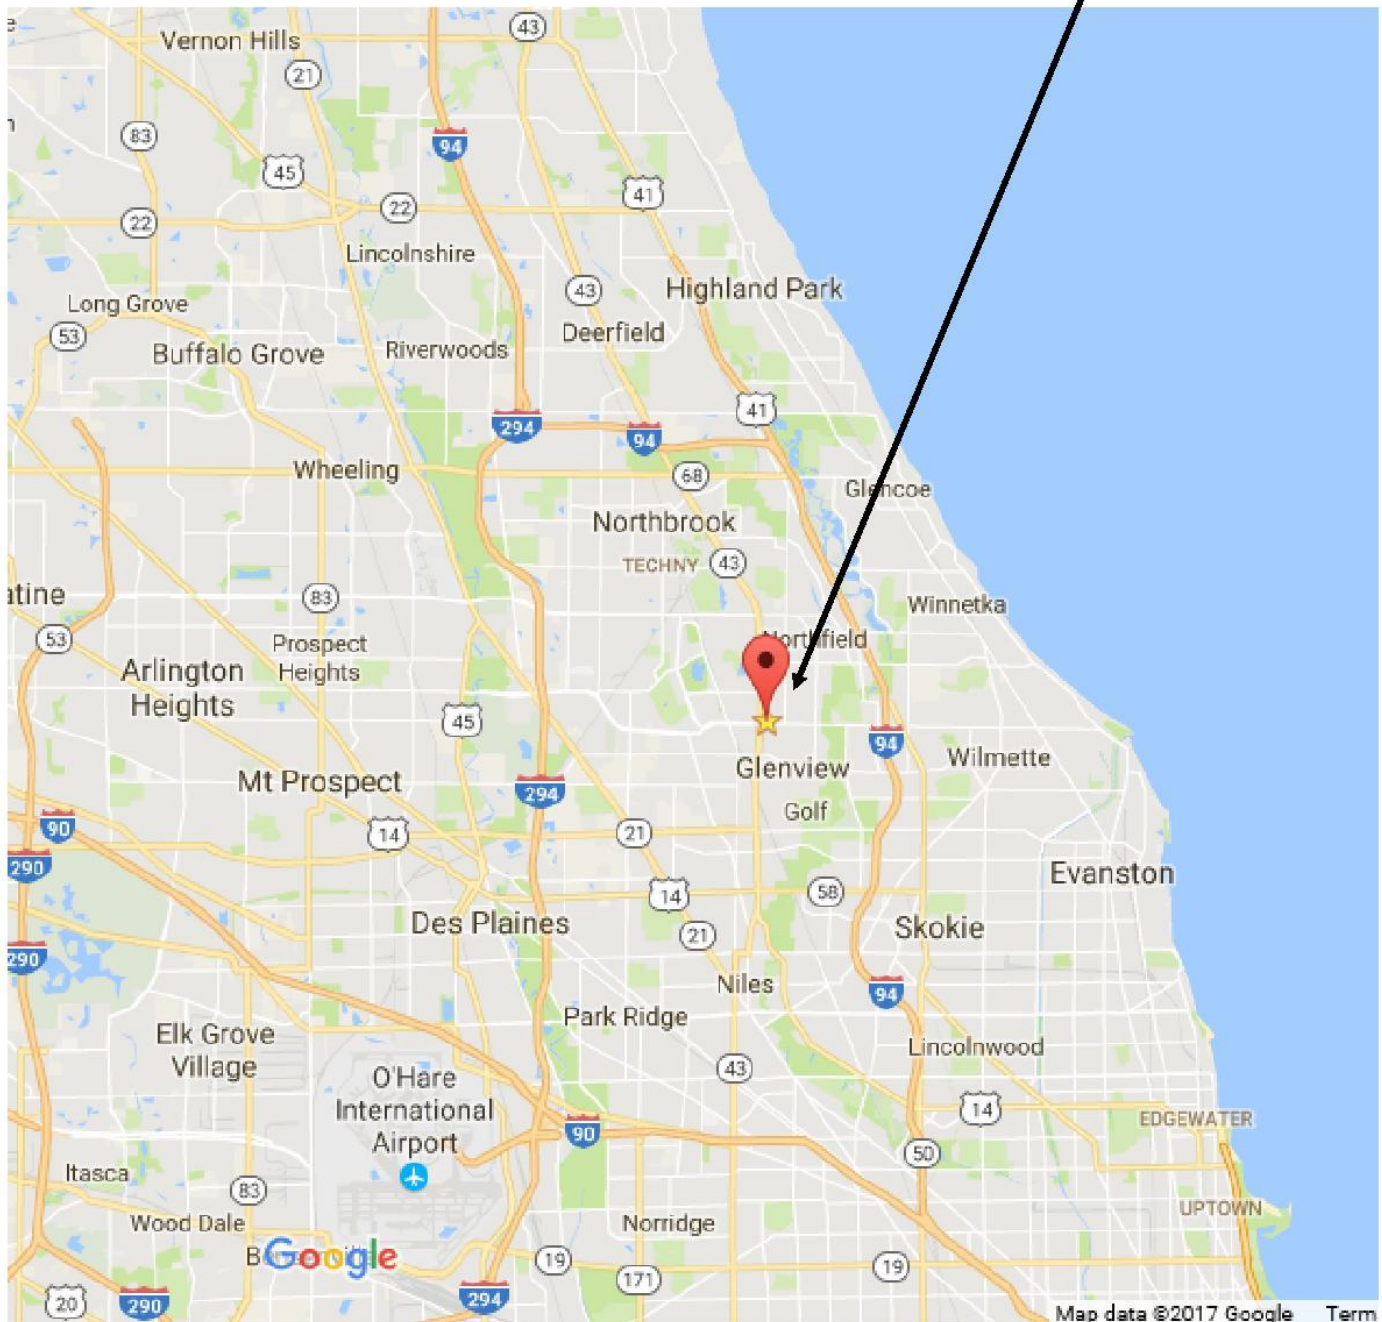 43
Vernon Hills
21
83
94
45
41
22
22
Lincolnshire
Highland Park
43
Long Grove
Deerfield
53
Buffalo Grove
Riverwoods
41
294
94
Wheeling
68
Glencoe
Northbrook
TECHNY
43
atine
83
Winnetka
53
Prospect
Heights
Northfield
Arlington
Heights
45
94
Wilmette
Glenview
Mt Prospect
294
Golf
90
14
21
290
Evanston
14
58
Des Plaines
Skokie
21
290
Niles
94
Park Ridge
Elk Grove
Village
Lincolnwood
43
O'Hare
International
Airport
14
EDGEWATER
90
50
Itasca
83
UPTOWN
Wood Dale
Norridge
Google
19
19
171
20
290
294
Map data ©2017 Google
Term